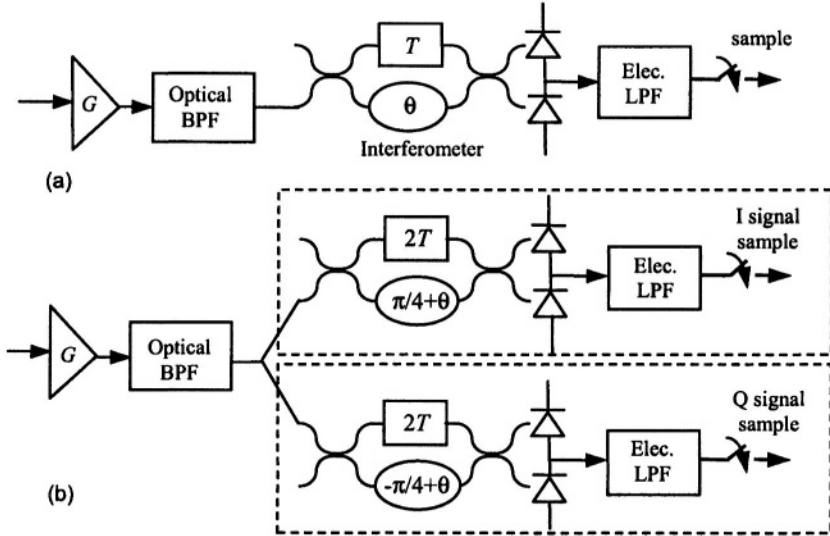 T
sample
G
Optical
BPF
θ
Elec.
LPF
Interferometer
(a)
2T
I signal
sample
π/4+θ
Elec.
LPF
G
Optical
BPF
2T
Q signal
sample
-π/4+θ
Elec.
LPF
(b)